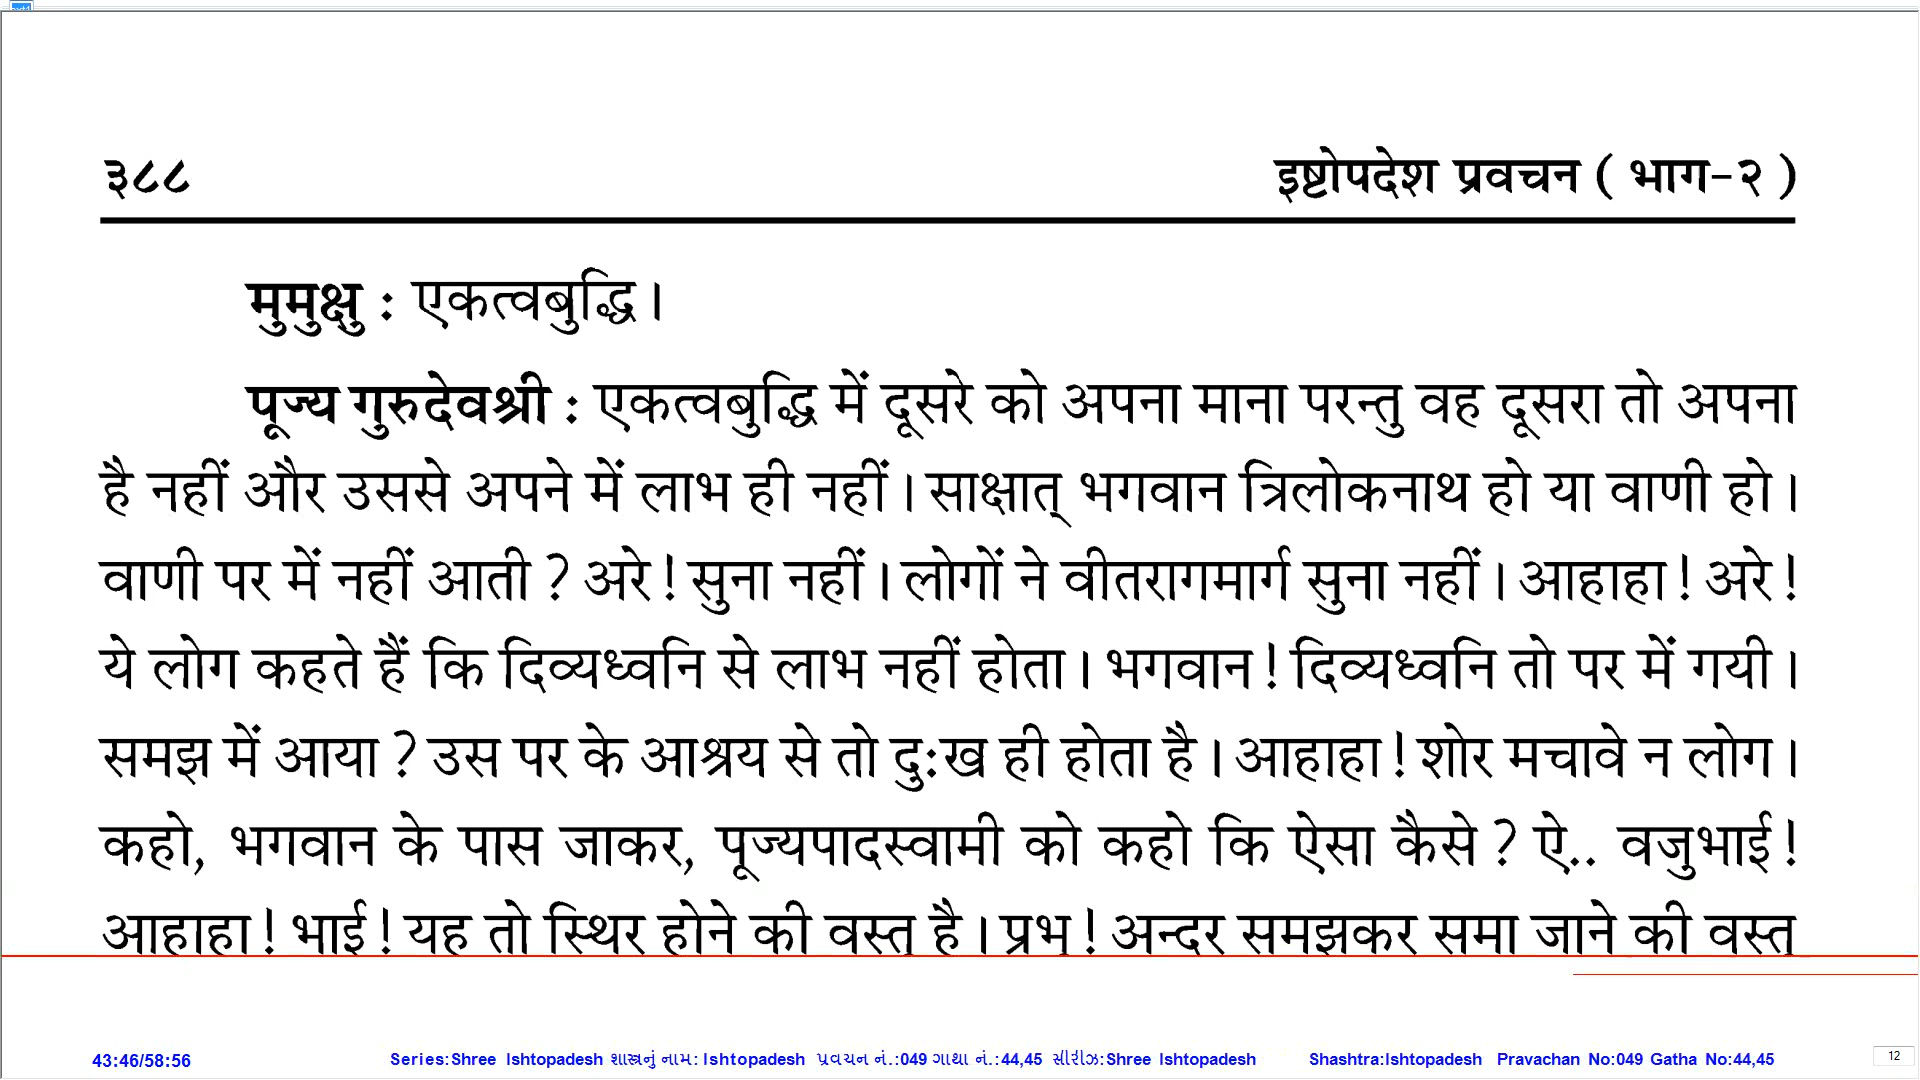 ३८८ इष्टोपदेश प्रवचन ( भाग-२ )
मुमुक्षु : एकत्वबुद्धि।
पूज्य गुरुदेवश्री : एकत्वबुद्धि में दूसरे को अपना माना परन्तु वह दूसरा तो अपना
है नहीं और उससे अपने में लाभ ही नहीं। साक्षात् भगवान त्रिलोकनाथ हो या वाणी हो।
वाणी पर में नहीं आती ? अरे ! सुना नहीं। लोगों ने वीतरागमार्ग सुना नहीं। आहाहा ! अरे !
ये लोग कहते हैं कि दिव्यध्वनि से लाभ नहीं होता। भगवान ! दिव्यध्वनि तो पर में गयी।
समझ में आया ? उस पर के आश्रय से तो दुःख ही होता है। आहाहा ! शोर मचावे न लोग।
कहो, भगवान के पास जाकर, पूज्यपादस्वामी को कहो कि ऐसा कैसे ? ऐ.. वजुभाई !
आहाहा ! भाई ! यह तो स्थिर होने की वस्तु है। प्रभु ! अन्दर समझकर समा जाने की वस्तु
43:46/58:56 Series:Shree Ishtopadesh શાસ્ત્રનું નામ: Ishtopadesh પ્રવચન નં.:049 ગાથા નં.:44,45 સીરીઝ:Shree Ishtopadesh Shashtra:Ishtopadesh Pravachan No:049 Gatha No:44,45 12